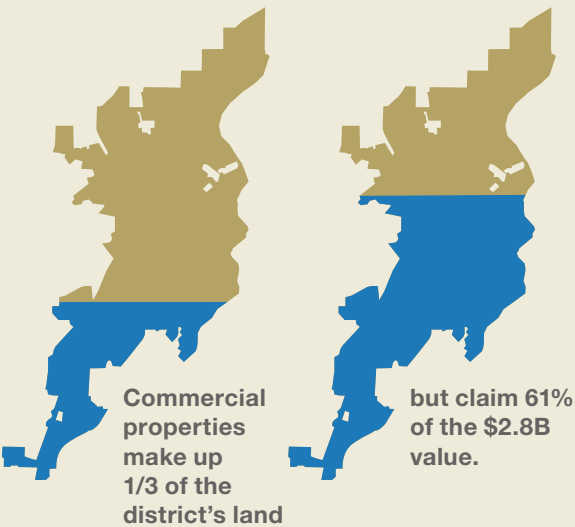 Commercial
properties
make up
1/3 of the
district's land
but claim 61%
of the $2.8B
value.